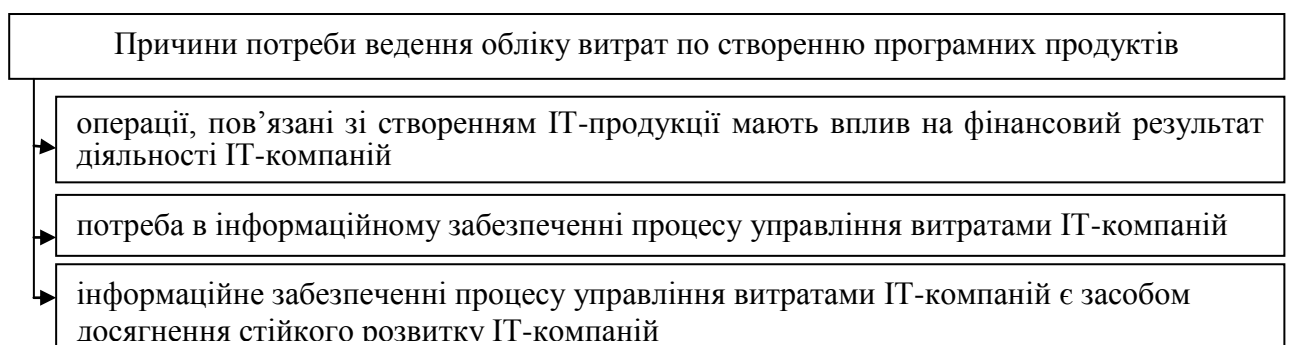 Причини потреби ведення обліку витрат по створенню програмних продуктів
операції, пов’язані зі створенням ІТ-продукції мають вплив на фінансовий результат
діяльності ІТ-компаній
потреба в інформаційному забезпеченні процесу управління витратами ІТ-компаній
інформаційне забезпеченні процесу управління витратами ІТ-компаній є засобом
досягнення стійкого розвитку ІТ-компаній